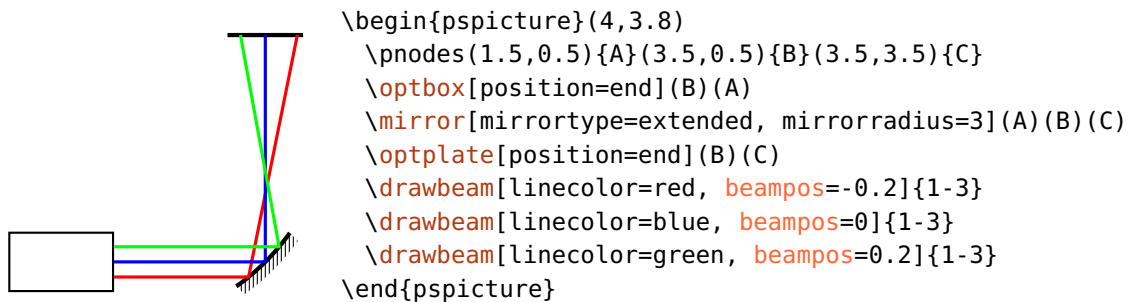 \begin{pspicture}(4,3.8)
  \pnodes(1.5,0.5){A}(3.5,0.5){B}(3.5,3.5){C}
  \optbox[position=end](B)(A)
  \mirror[mirrortype=extended, mirrorradius=3](A)(B)(C)
  \optplate[position=end](B)(C)
  \drawbeam[linecolor=red, beampos=-0.2]{1-3}
  \drawbeam[linecolor=blue, beampos=0]{1-3}
  \drawbeam[linecolor=green, beampos=0.2]{1-3}
\end{pspicture}